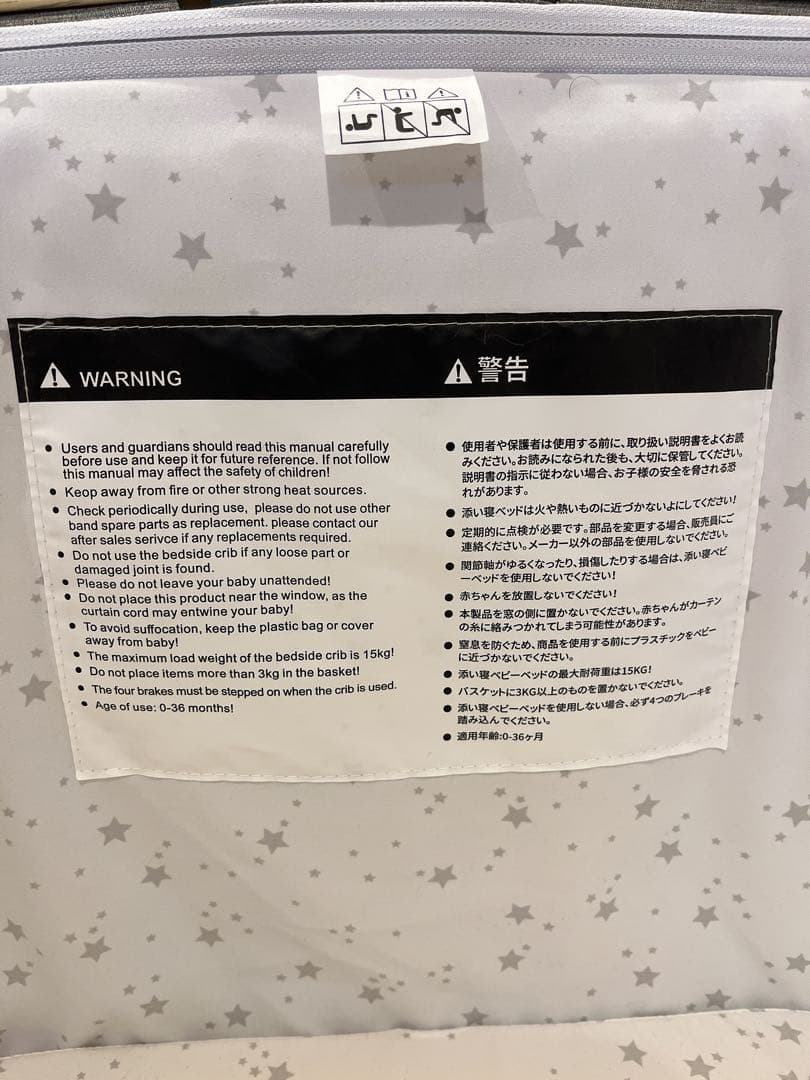 WARNING
• Users and guardians should read this manual carefully
before use and keep it for future reference. If not follow
this manual may affect the safety of children!
• Keep away from fire or other strong heat sources.
• Check periodically during use, please do not use other
band spare parts as replacement. please contact our
after sales serivce if any replacements required.
• Do not use the bedside crib if any loose part or
damaged joint is found.
• Please do not leave your baby unattended!
• Do not place this product near the window, as the
curtain cord may entwine your baby!
• To avoid suffocation, keep the plastic bag or cover
away from baby!
• The maximum load weight of the bedside crib is 15kg!
• Do not place items more than 3kg in the basket!
• The four brakes must be stepped on when the crib is used.
• Age of use: 0-36 months!
警告
● 使用者や保護者は使用する前に、取り扱い説明書をよくお読
みください。お読みになられた後も、大切に保管してください。
説明書の指示に従わない場合、お子様の安全を脅される恐
れがあります。
● 添い寝ベッドは火や熱いものに近づかないよにしてください!
● 定期的に点検が必要です。部品を変更する場合、販売員にご
連絡ください。メーカー以外の部品を使用しないでください。
● 関節軸がゆるくなったり、損傷したりする場合は、添い寝ベビ
ーベッドを使用しないでください!
● 赤ちゃんを放置しないでください!
● 本製品を窓の側に置かないでください。赤ちゃんがカーテン
の糸に絡みつかれてしまう可能性があります。
● 窒息を防ぐため、商品を使用する前にプラスチックをベビー
に近づかないでください。
● 添い寝ベビーベッドの最大耐荷重は15KG!
● バスケットに3KG以上のものを置かないでください。
● 添い寝ベビーベッドを使用しない場合、必ず4つのブレーキを
踏み込んでください。
● 適用年齢:0-36ヶ月